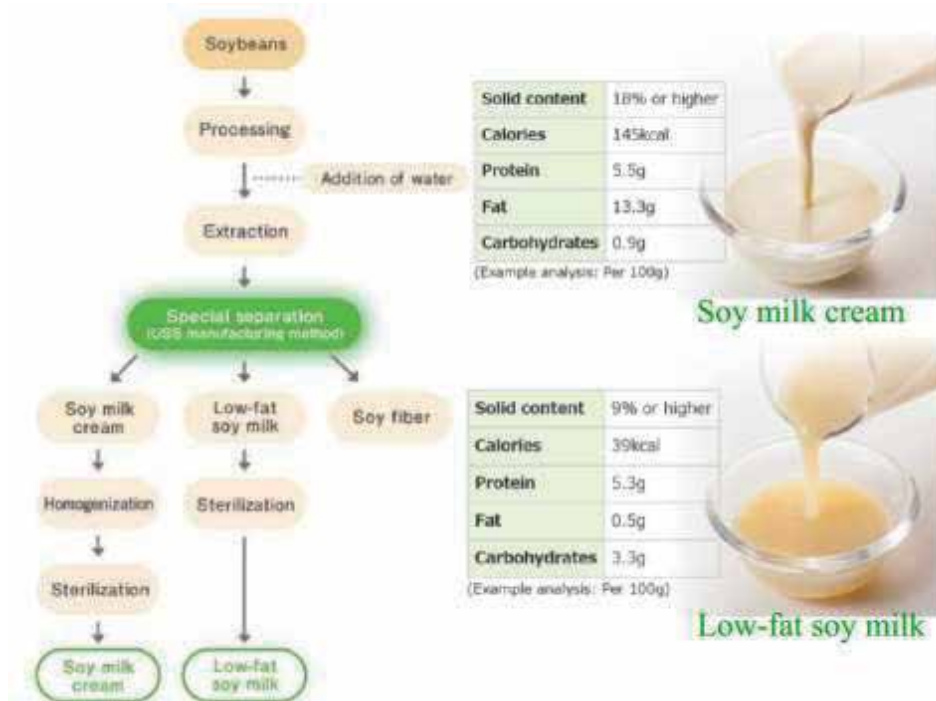 Soybeans
Processing
Addition of water
Extraction
Special separation
(USS manufacturing method)
Soy milk
cream
Low-fat
soy milk
Soy fiber
Homogenization
Sterilization
Sterilization
Soy milk
cream
Low-fat
soy milk
Solid content 18% or higher
Calories 145kcal
Protein 5.5g
Fat 13.3g
Carbohydrates 0.9g
(Example analysis: Per 100g)
Soy milk cream
Solid content 9% or higher
Calories 39kcal
Protein 5.3g
Fat 0.5g
Carbohydrates 3.3g
(Example analysis: Per 100g)
Low-fat soy milk